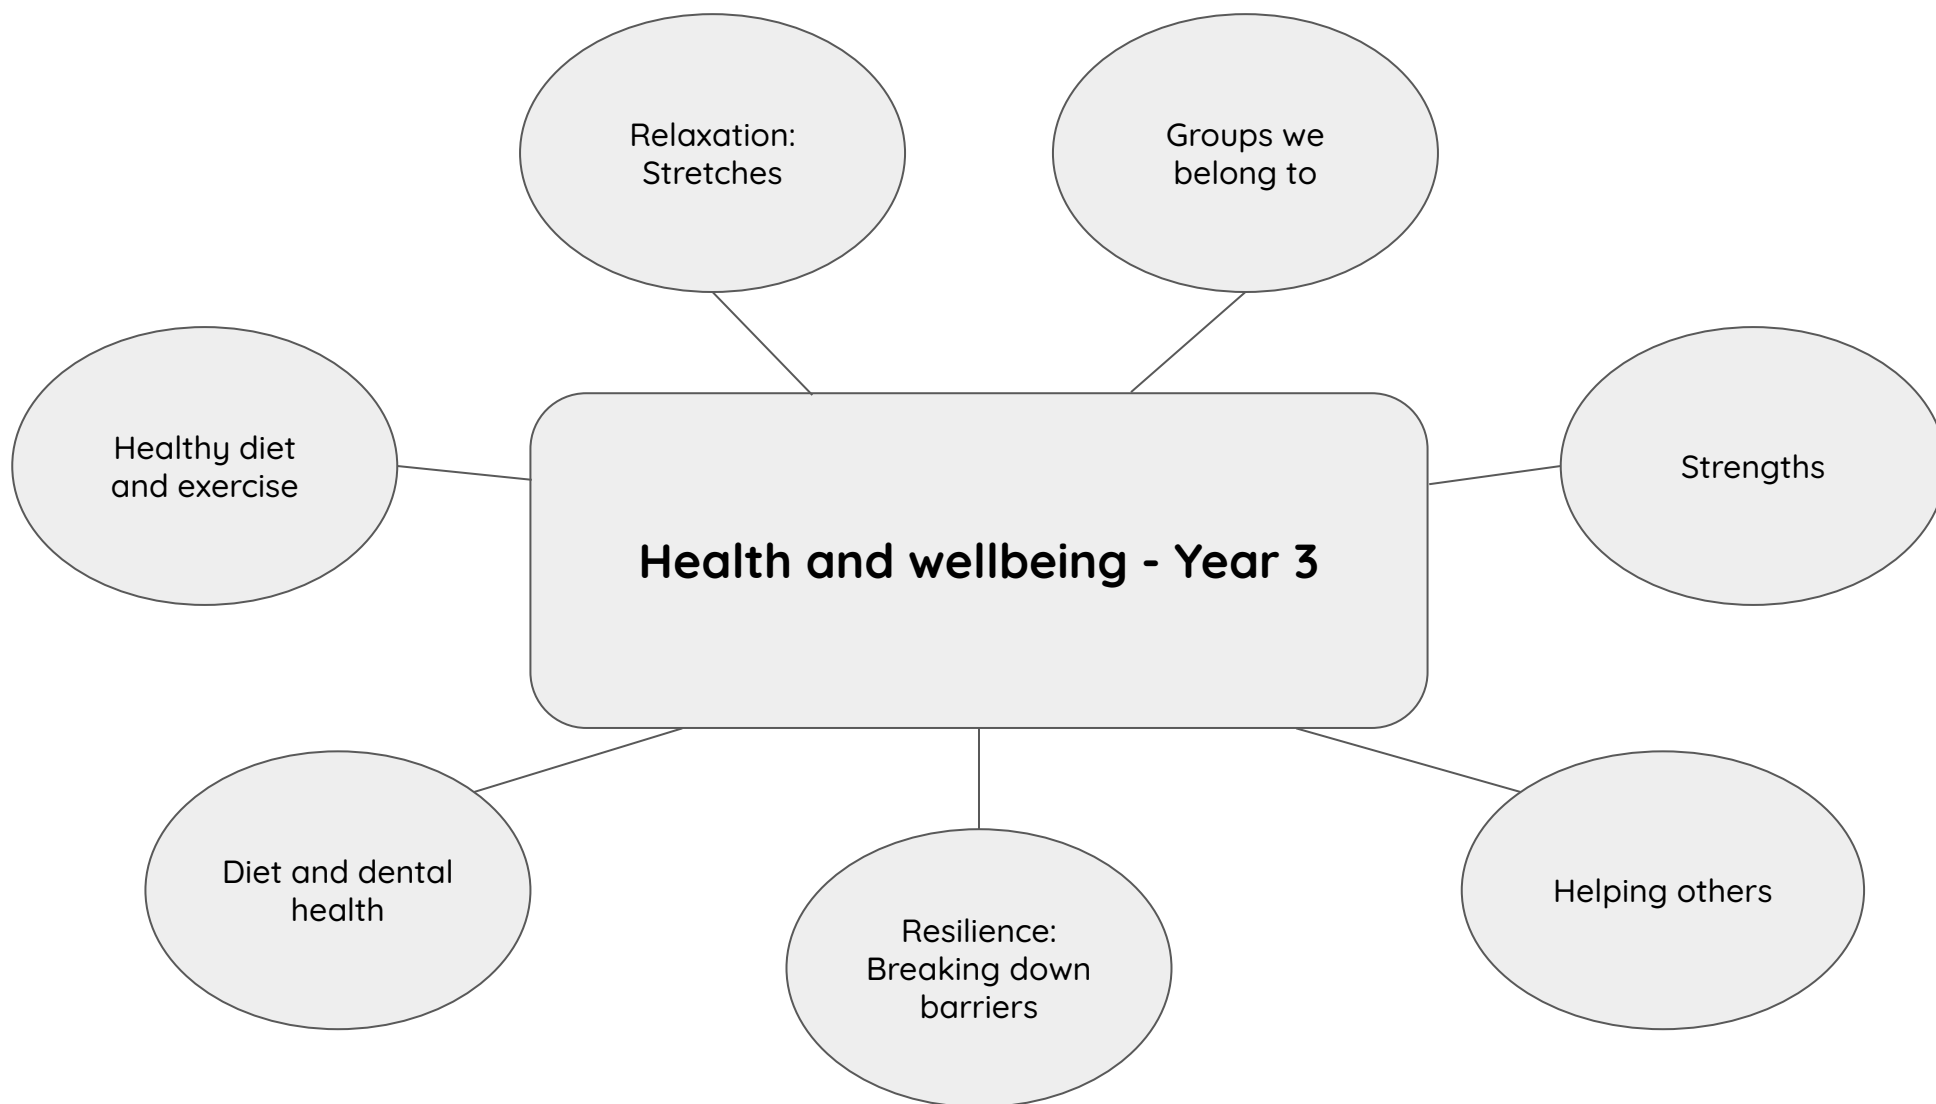 Relaxation:
Stretches
Groups we
belong to
Healthy diet
and exercise
Strengths
Health and wellbeing - Year 3
Diet and dental
health
Resilience:
Breaking down
barriers
Helping others